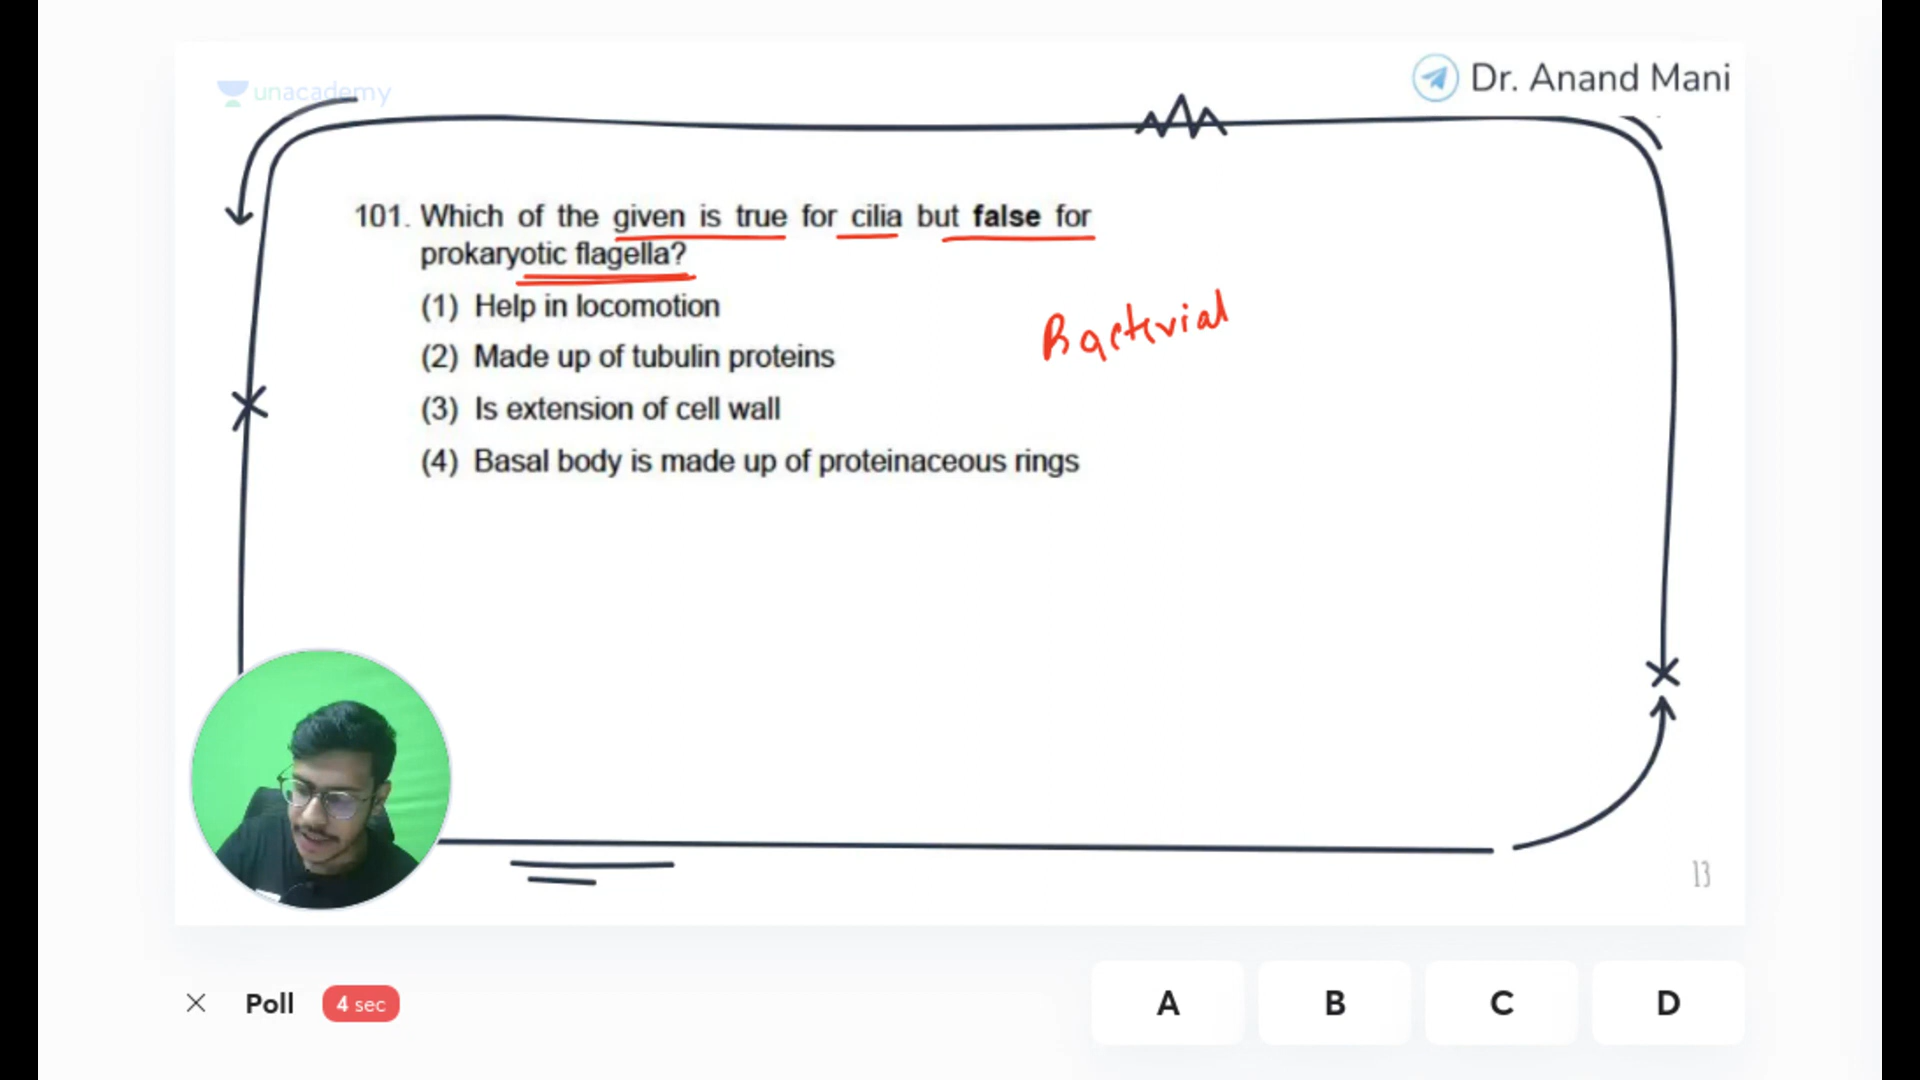 unacademy
Dr. Anand Mani
101. Which of the given is true for cilia but false for
prokaryotic flagella?
(1) Help in locomotion
(2) Made up of tubulin proteins
(3) Is extension of cell wall
(4) Basal body is made up of proteinaceous rings
Bacterial
13
Poll
4 sec
A
B
C
D